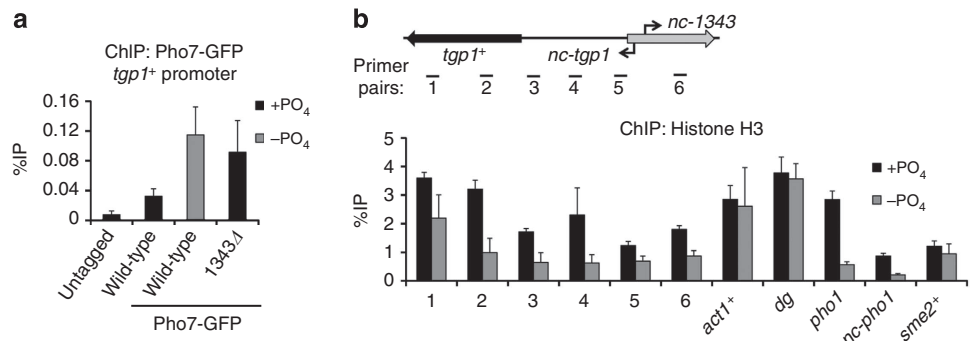 a
ChIP: Pho7-GFP
tgp1+ promoter
%IP
0.16
0.12
0.08
0.04
0
+PO4
−PO4
Untagged
Wild-type
Wild-type
1343Δ
Pho7-GFP
b
nc-1343
tgp1+
nc-tgp1
Primer
pairs:
1 2 3 4 5 6
ChIP: Histone H3
%IP
5
4
3
2
1
0
+PO4
−PO4
1 2 3 4 5 6 act1+ dg pho1 nc-pho1 sme2+